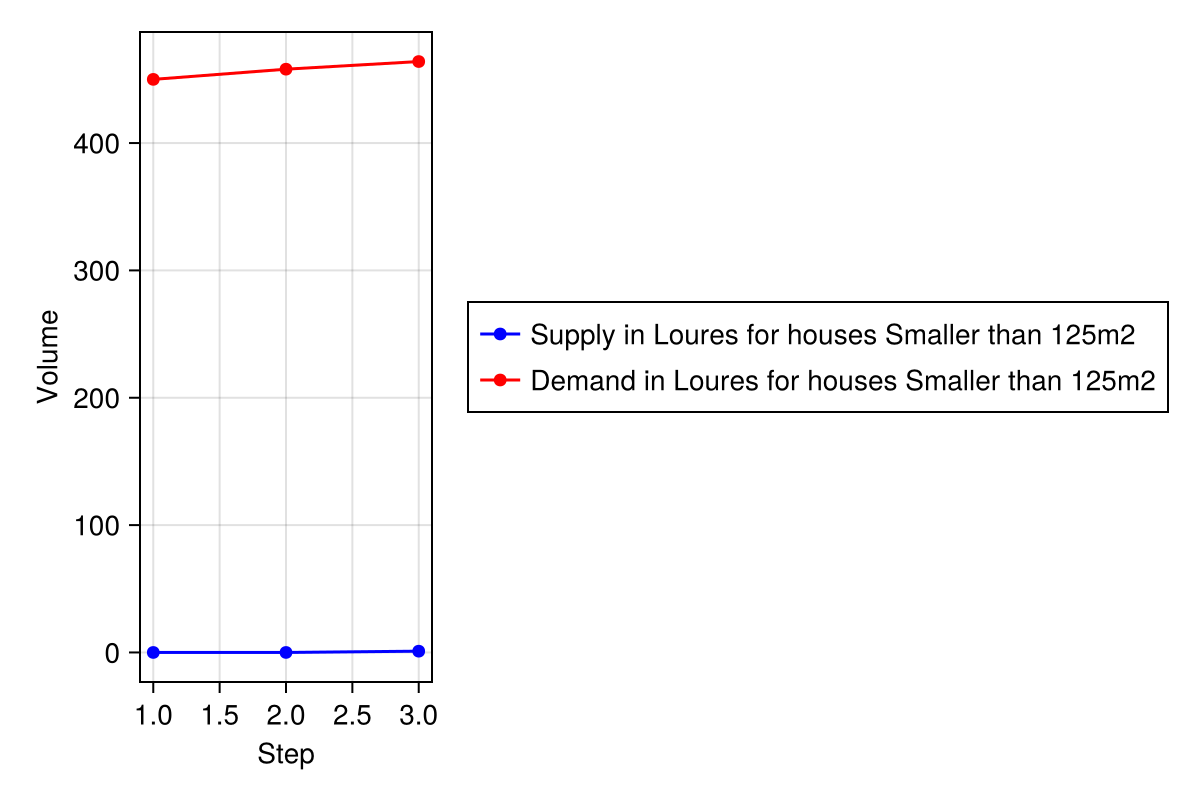 400
300
200
100
0
Volume
1.0 1.5 2.0 2.5 3.0
Step
Supply in Loures for houses Smaller than 125m2
Demand in Loures for houses Smaller than 125m2